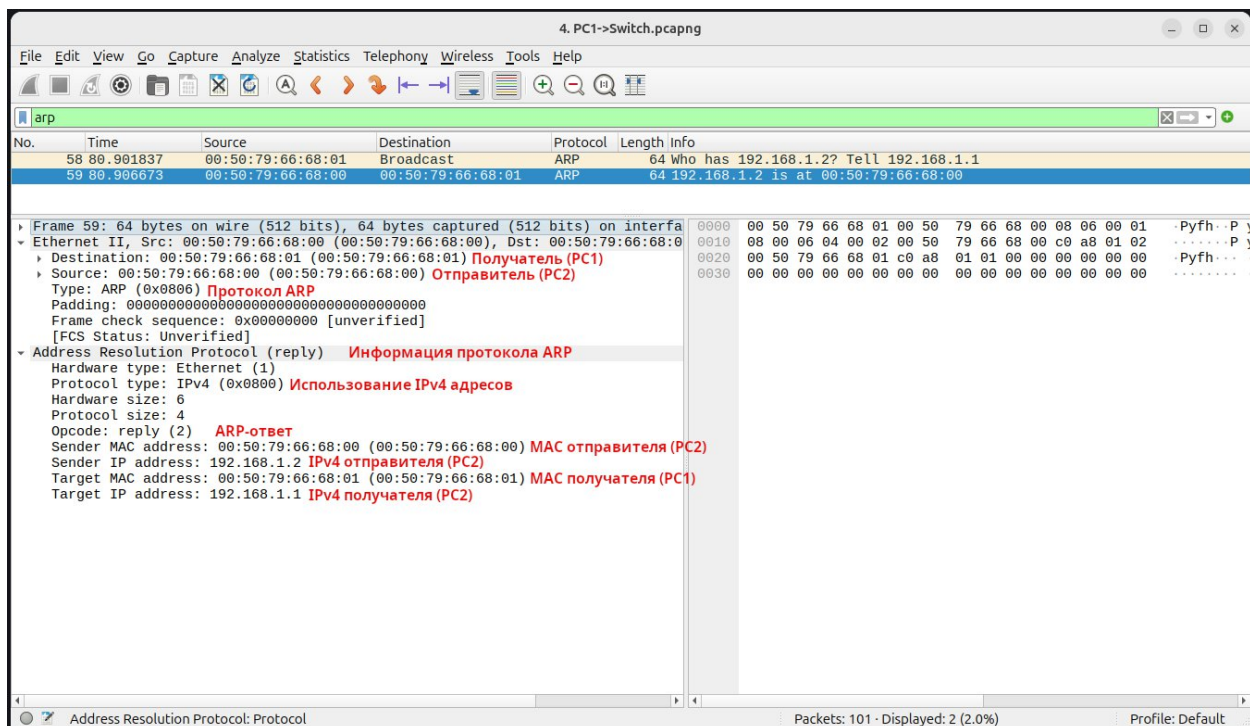 4. PC1->Switch.pcapng
File Edit View Go Capture Analyze Statistics Telephony Wireless Tools Help
arp
No. Time Source Destination Protocol Length Info
58 80.901837 00:50:79:66:68:01 Broadcast ARP 64 Who has 192.168.1.2? Tell 192.168.1.1
59 80.906673 00:50:79:66:68:00 00:50:79:66:68:01 ARP 64 192.168.1.2 is at 00:50:79:66:68:00
Frame 59: 64 bytes on wire (512 bits), 64 bytes captured (512 bits) on interfa
Ethernet II, Src: 00:50:79:66:68:00 (00:50:79:66:68:00), Dst: 00:50:79:66:68:0
Destination: 00:50:79:66:68:01 (00:50:79:66:68:01) Получатель (PC1)
Source: 00:50:79:66:68:00 (00:50:79:66:68:00) Отправитель (PC2)
Type: ARP (0x0806) Протокол ARP
Padding: 000000000000000000000000000000000000
Frame check sequence: 0x00000000 [unverified]
[FCS Status: Unverified]
Address Resolution Protocol (reply) Информация протокола ARP
Hardware type: Ethernet (1)
Protocol type: IPv4 (0x0800) Использование IPv4 адресов
Hardware size: 6
Protocol size: 4
Opcode: reply (2) ARP-ответ
Sender MAC address: 00:50:79:66:68:00 (00:50:79:66:68:00) MAC отправителя (PC2)
Sender IP address: 192.168.1.2 IPv4 отправителя (PC2)
Target MAC address: 00:50:79:66:68:01 (00:50:79:66:68:01) MAC получателя (PC1)
Target IP address: 192.168.1.1 IPv4 получателя (PC2)
0000 00 50 79 66 68 01 00 50 79 66 68 00 08 06 00 01 ·Pyfh··P y
0010 08 00 06 04 00 02 00 50 79 66 68 00 c0 a8 01 02 ·······P y
0020 00 50 79 66 68 01 c0 a8 01 01 00 00 00 00 00 00 ·Pyfh···
0030 00 00 00 00 00 00 00 00 00 00 00 00 00 00 00 00 ········
Address Resolution Protocol: Protocol
Packets: 101 · Displayed: 2 (2.0%)
Profile: Default